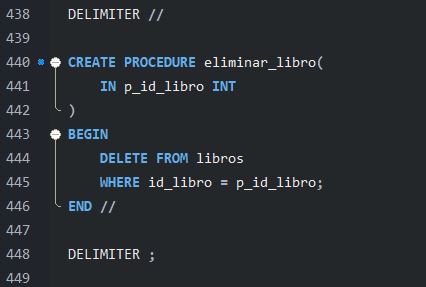 438 DELIMITER //
439
440 CREATE PROCEDURE eliminar_libro(
441 IN p_id_libro INT
442 )
443 BEGIN
444 DELETE FROM libros
445 WHERE id_libro = p_id_libro;
446 END //
447
448 DELIMITER ;
449